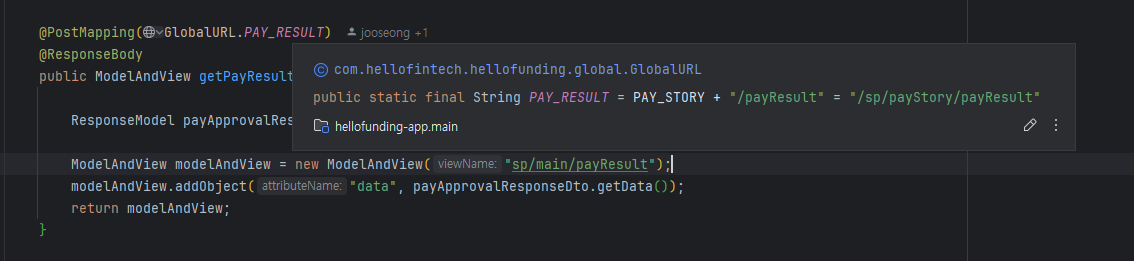 @PostMapping(GlobalURL.PAY_RESULT) jooseong +1
@ResponseBody
public ModelAndView getPayResult
com.hellofintech.hellofunding.global.GlobalURL
public static final String PAY_RESULT = PAY_STORY + "/payResult" = "/sp/payStory/payResult"
hellofunding-app.main
ResponseModel payApprovalRes
ModelAndView modelAndView = new ModelAndView( viewName: "sp/main/payResult");
modelAndView.addObject( attributeName: "data", payApprovalResponseDto.getData());
return modelAndView;
}